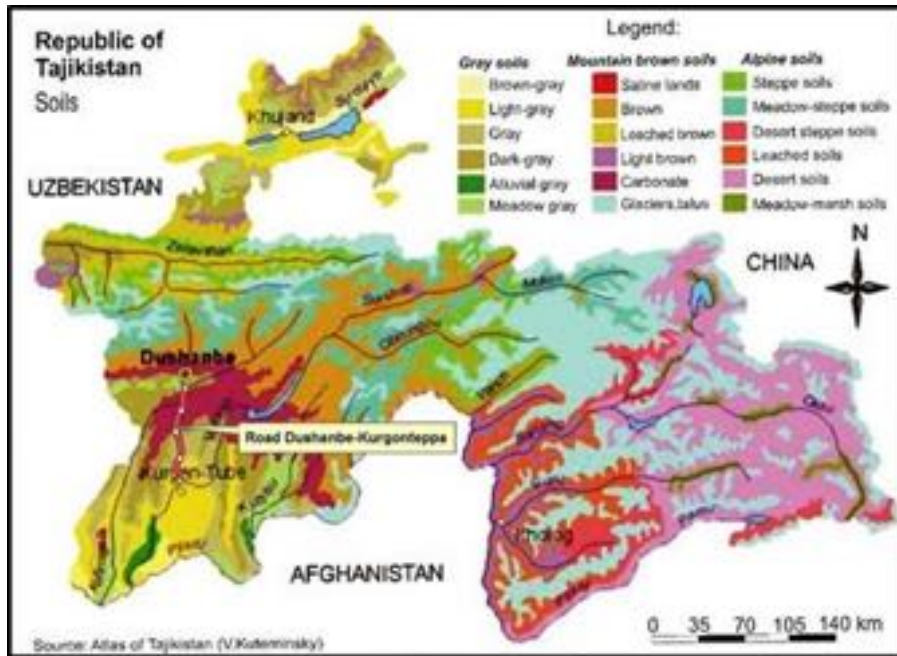 Republic of
Tajikistan
Soils
Legend:
Gray soils
Brown-gray
Light-gray
Gray
Dark-gray
Alluvial gray
Meadow gray
Mountain brown soils
Saline lands
Brown
Leached brown
Light brown
Carbonate
Glaciers,talus
Alpine soils
Steppe soils
Meadow-steppe soils
Desert steppe soils
Leached soils
Desert soils
Meadow-marsh soils
Khujand
UZBEKISTAN
N
CHINA
Dushanbe
Road Dushanbe-Kurgonteppa
Kurgan-Tube
Khorog
AFGHANISTAN
0 35 70 105 140 km
Source: Atlas of Tajikistan (V.Kuteminsky)